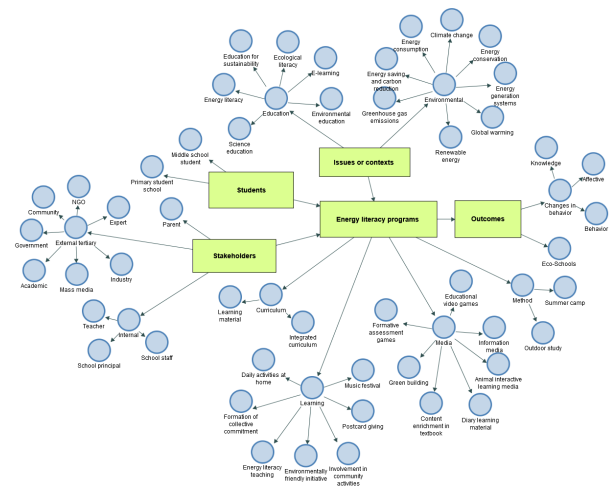 Climate change
Energy
consumption
Energy
conservation
Energy saving
and carbon
reduction
Energy
generation
systems
Greenhouse gas
emissions
Environmental
Global warming
Renewable
energy
Education for
sustainability
Ecological
literacy
E-learning
Energy literacy
Education
Environmental
education
Science
education
Middle school
student
Primary student
school
Issues or contexts
Students
Energy literacy programs
Outcomes
Stakeholders
Knowledge
Affective
Changes in
behavior
Behavior
Eco-Schools
NGO
Community
Expert
External tertiary
Government
Academic
Mass media
Industry
Parent
Teacher
Internal
School principal
School staff
Learning
material
Curriculum
Integrated
curriculum
Method
Summer camp
Outdoor study
Educational
video games
Formative
assessment
games
Media
Information
media
Green building
Animal interactive
learning media
Content
enrichment in
textbook
Diary learning
material
Daily activities at
home
Music festival
Learning
Formation of
collective
commitment
Postcard giving
Energy literacy
teaching
Environmentally
friendly initiative
Involvement in
community
activities